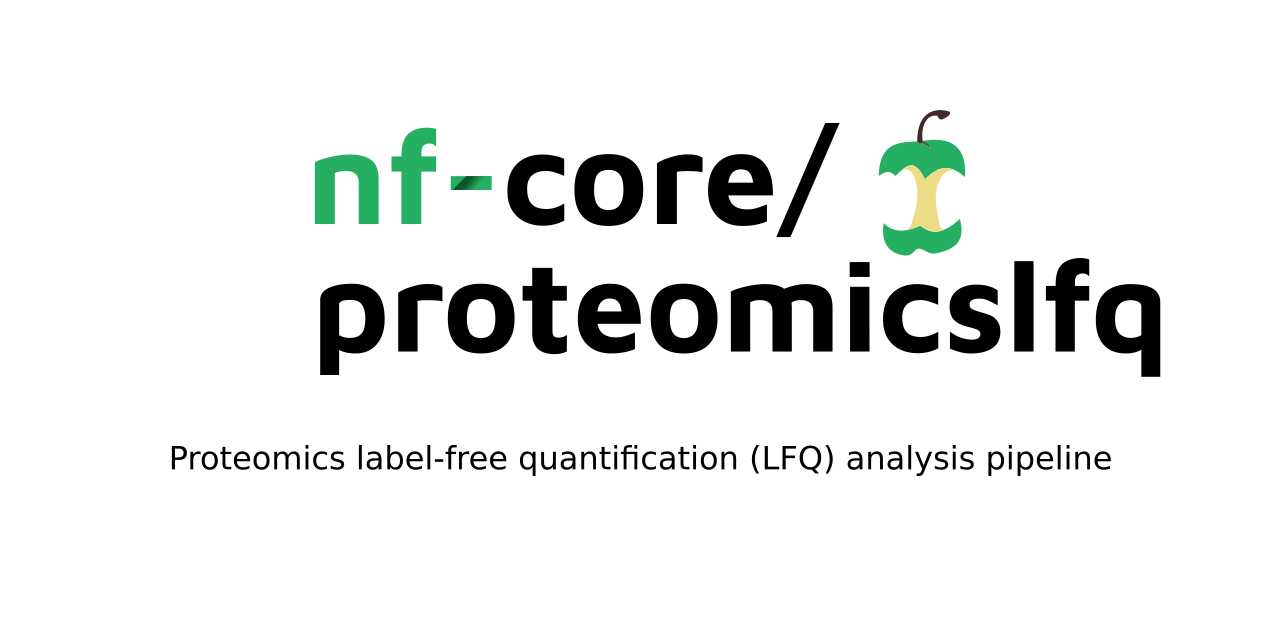 nf-core/
proteomicslfq
Proteomics label-free quantification (LFQ) analysis pipeline